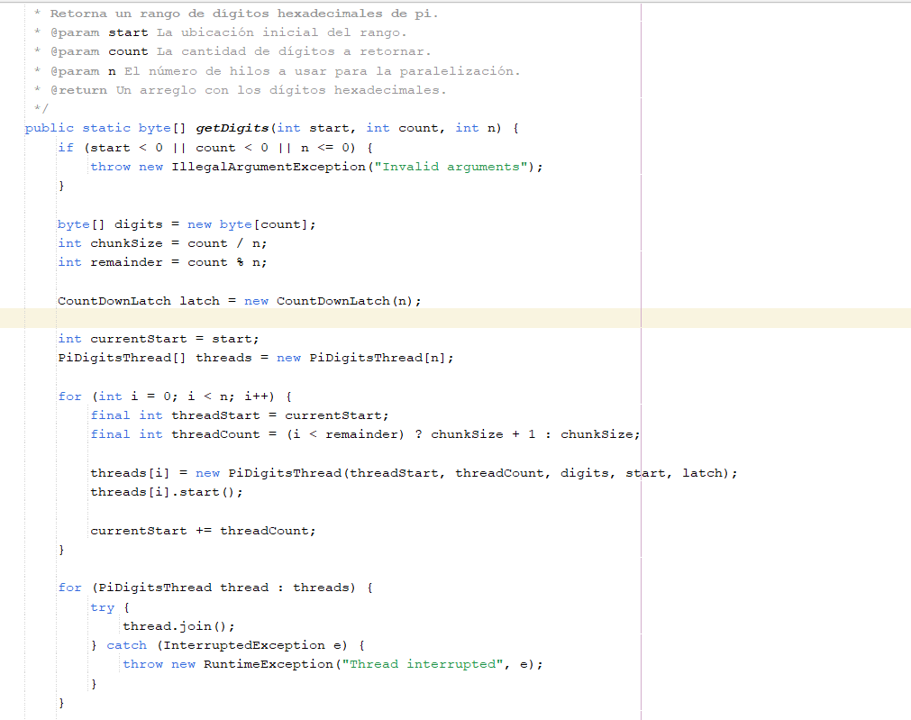 * Retorna un rango de dígitos hexadecimales de pi.
* @param start La ubicación inicial del rango.
* @param count La cantidad de dígitos a retornar.
* @param n El número de hilos a usar para la paralelización.
* @return Un arreglo con los dígitos hexadecimales.
*/
public static byte[] getDigits(int start, int count, int n) {
if (start < 0 || count < 0 || n <= 0) {
throw new IllegalArgumentException("Invalid arguments");
}
byte[] digits = new byte[count];
int chunkSize = count / n;
int remainder = count % n;
CountDownLatch latch = new CountDownLatch(n);
int currentStart = start;
PiDigitsThread[] threads = new PiDigitsThread[n];
for (int i = 0; i < n; i++) {
final int threadStart = currentStart;
final int threadCount = (i < remainder) ? chunkSize + 1 : chunkSize;
threads[i] = new PiDigitsThread(threadStart, threadCount, digits, start, latch);
threads[i].start();
currentStart += threadCount;
}
for (PiDigitsThread thread : threads) {
try {
thread.join();
} catch (InterruptedException e) {
throw new RuntimeException("Thread interrupted", e);
}
}